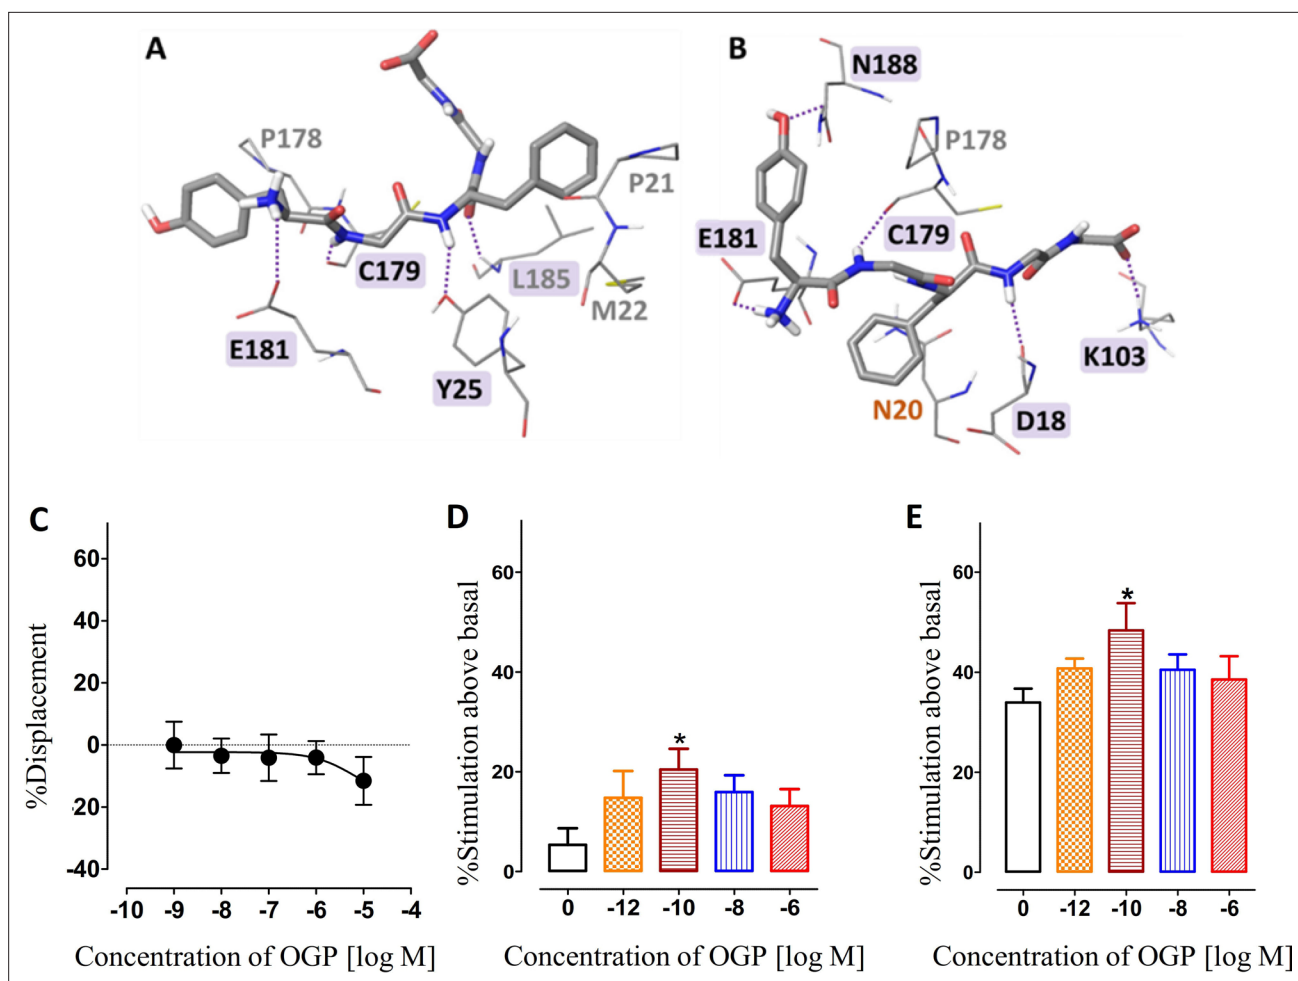 A
P178
P21
C179
L185
M22
E181
Y25
B
N188
P178
E181
C179
K103
N20
D18
C
%Displacement
60
40
20
0
-20
-40
-10 -9 -8 -7 -6 -5 -4
Concentration of OGP [log M]
D
%Stimulation above basal
60
40
20
0
0 -12 -10 -8 -6
*
Concentration of OGP [log M]
E
%Stimulation above basal
60
40
20
0
0 -12 -10 -8 -6
*
Concentration of OGP [log M]